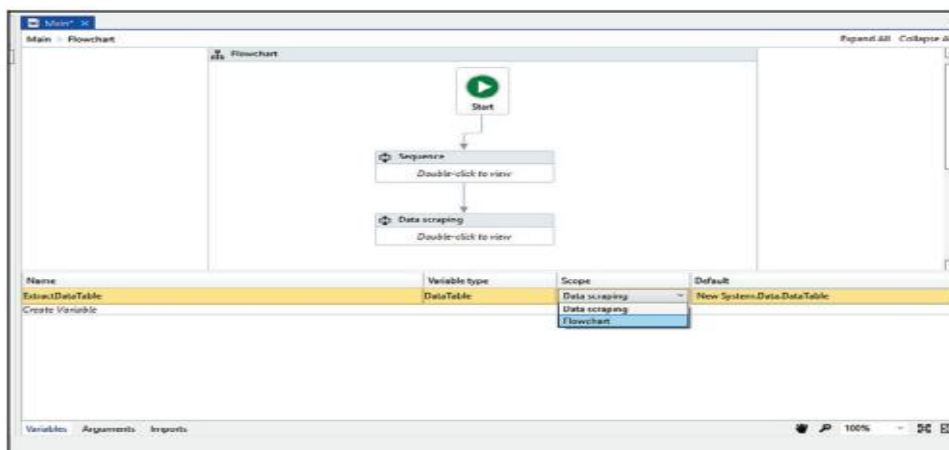 Main* ×
Main > Flowchart
Expand All Collapse A
Flowchart
Start
Sequence
Double-click to view
Data scraping
Double-click to view
Name Variable type Scope Default
ExtractDataTable DataTable Data scraping New System.Data.DataTable
Create Variable
Data scraping
Flowchart
Variables Arguments Imports 100%